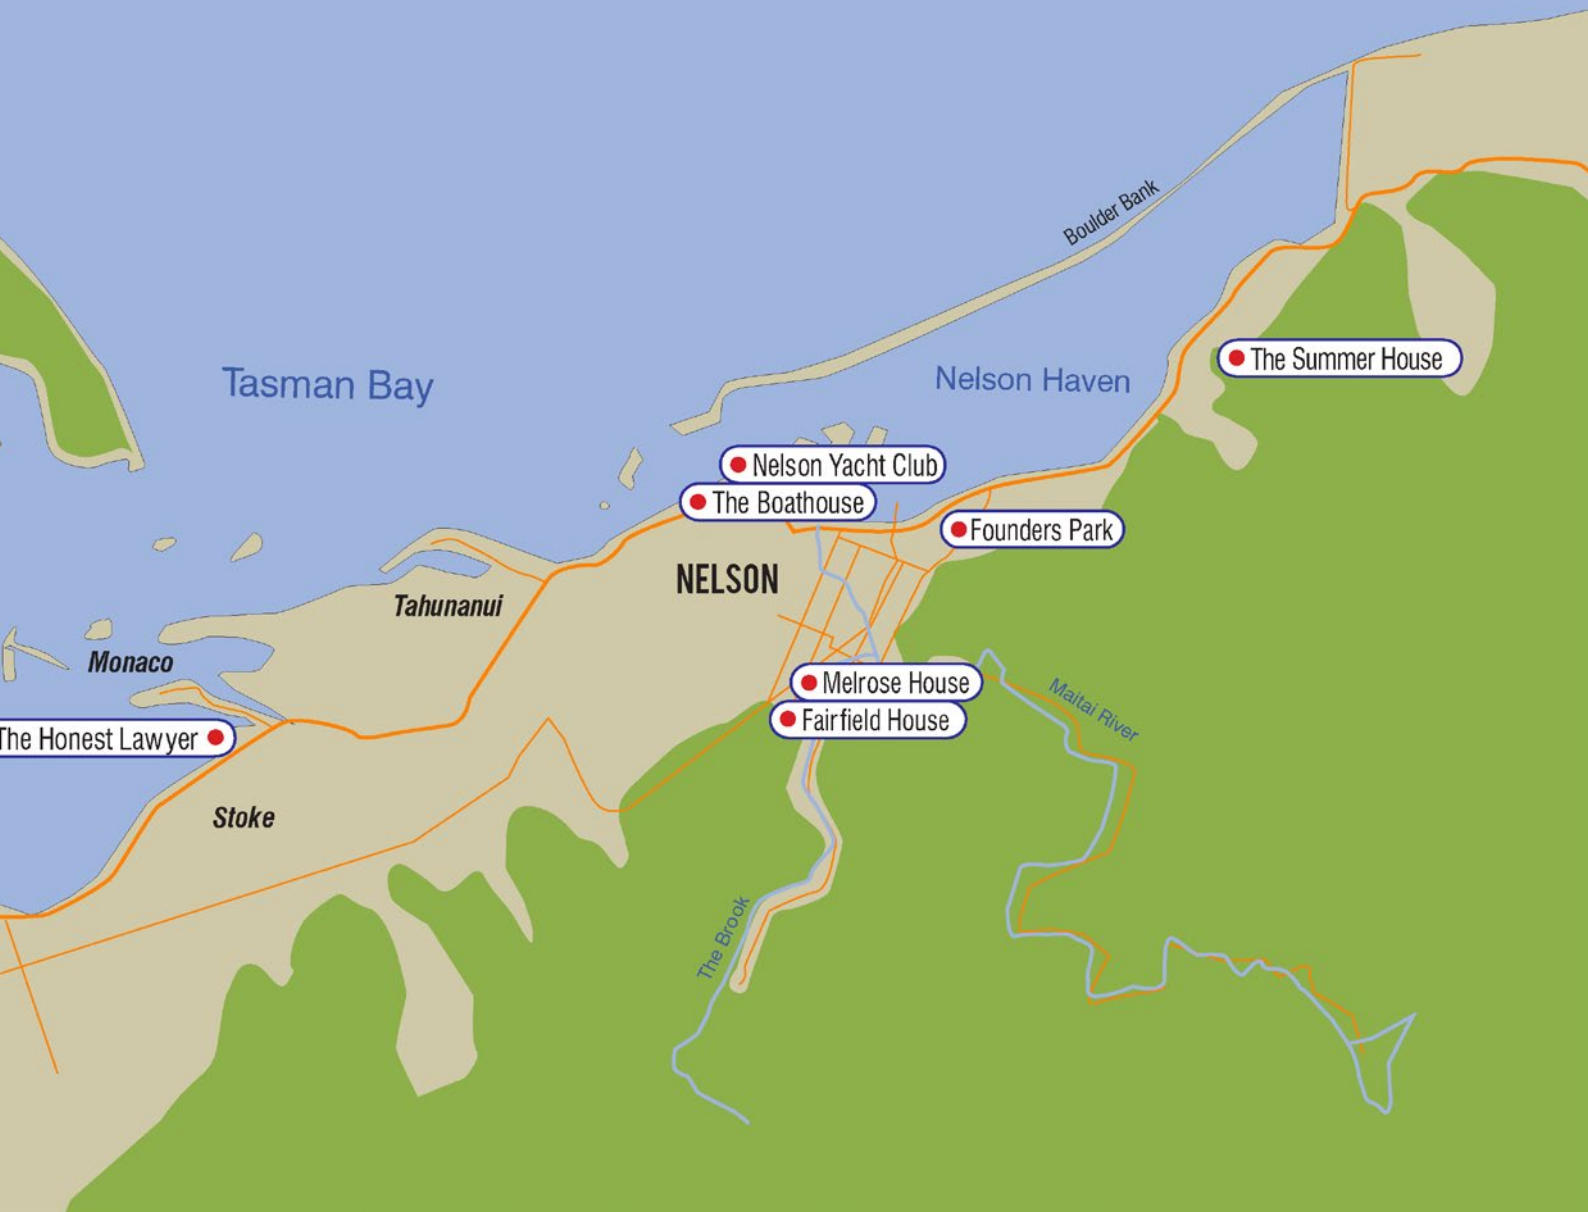 Boulder Bank
The Summer House
Tasman Bay
Nelson Haven
Nelson Yacht Club
The Boathouse
Founders Park
NELSON
Tahunanui
Monaco
Melrose House
Maitai River
Fairfield House
The Honest Lawyer
Stoke
The Brook